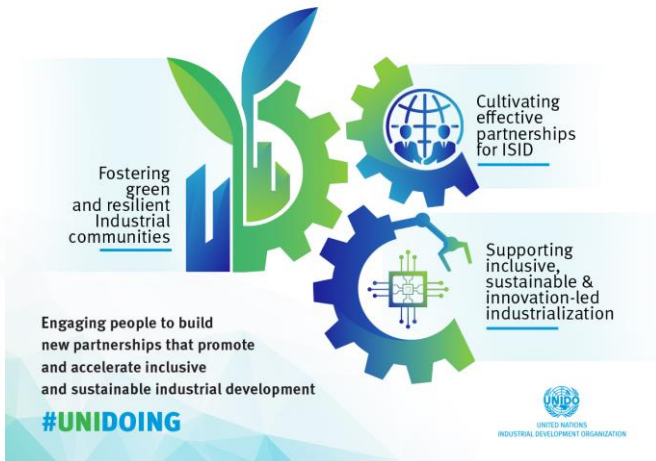 Fostering
green
and resilient
Industrial
communities
Cultivating
effective
partnerships
for ISID
Supporting
inclusive,
sustainable &
innovation-led
industrialization
Engaging people to build
new partnerships that promote
and accelerate inclusive
and sustainable industrial development
#UNIDOING
UNIDO
UNITED NATIONS
INDUSTRIAL DEVELOPMENT ORGANIZATION